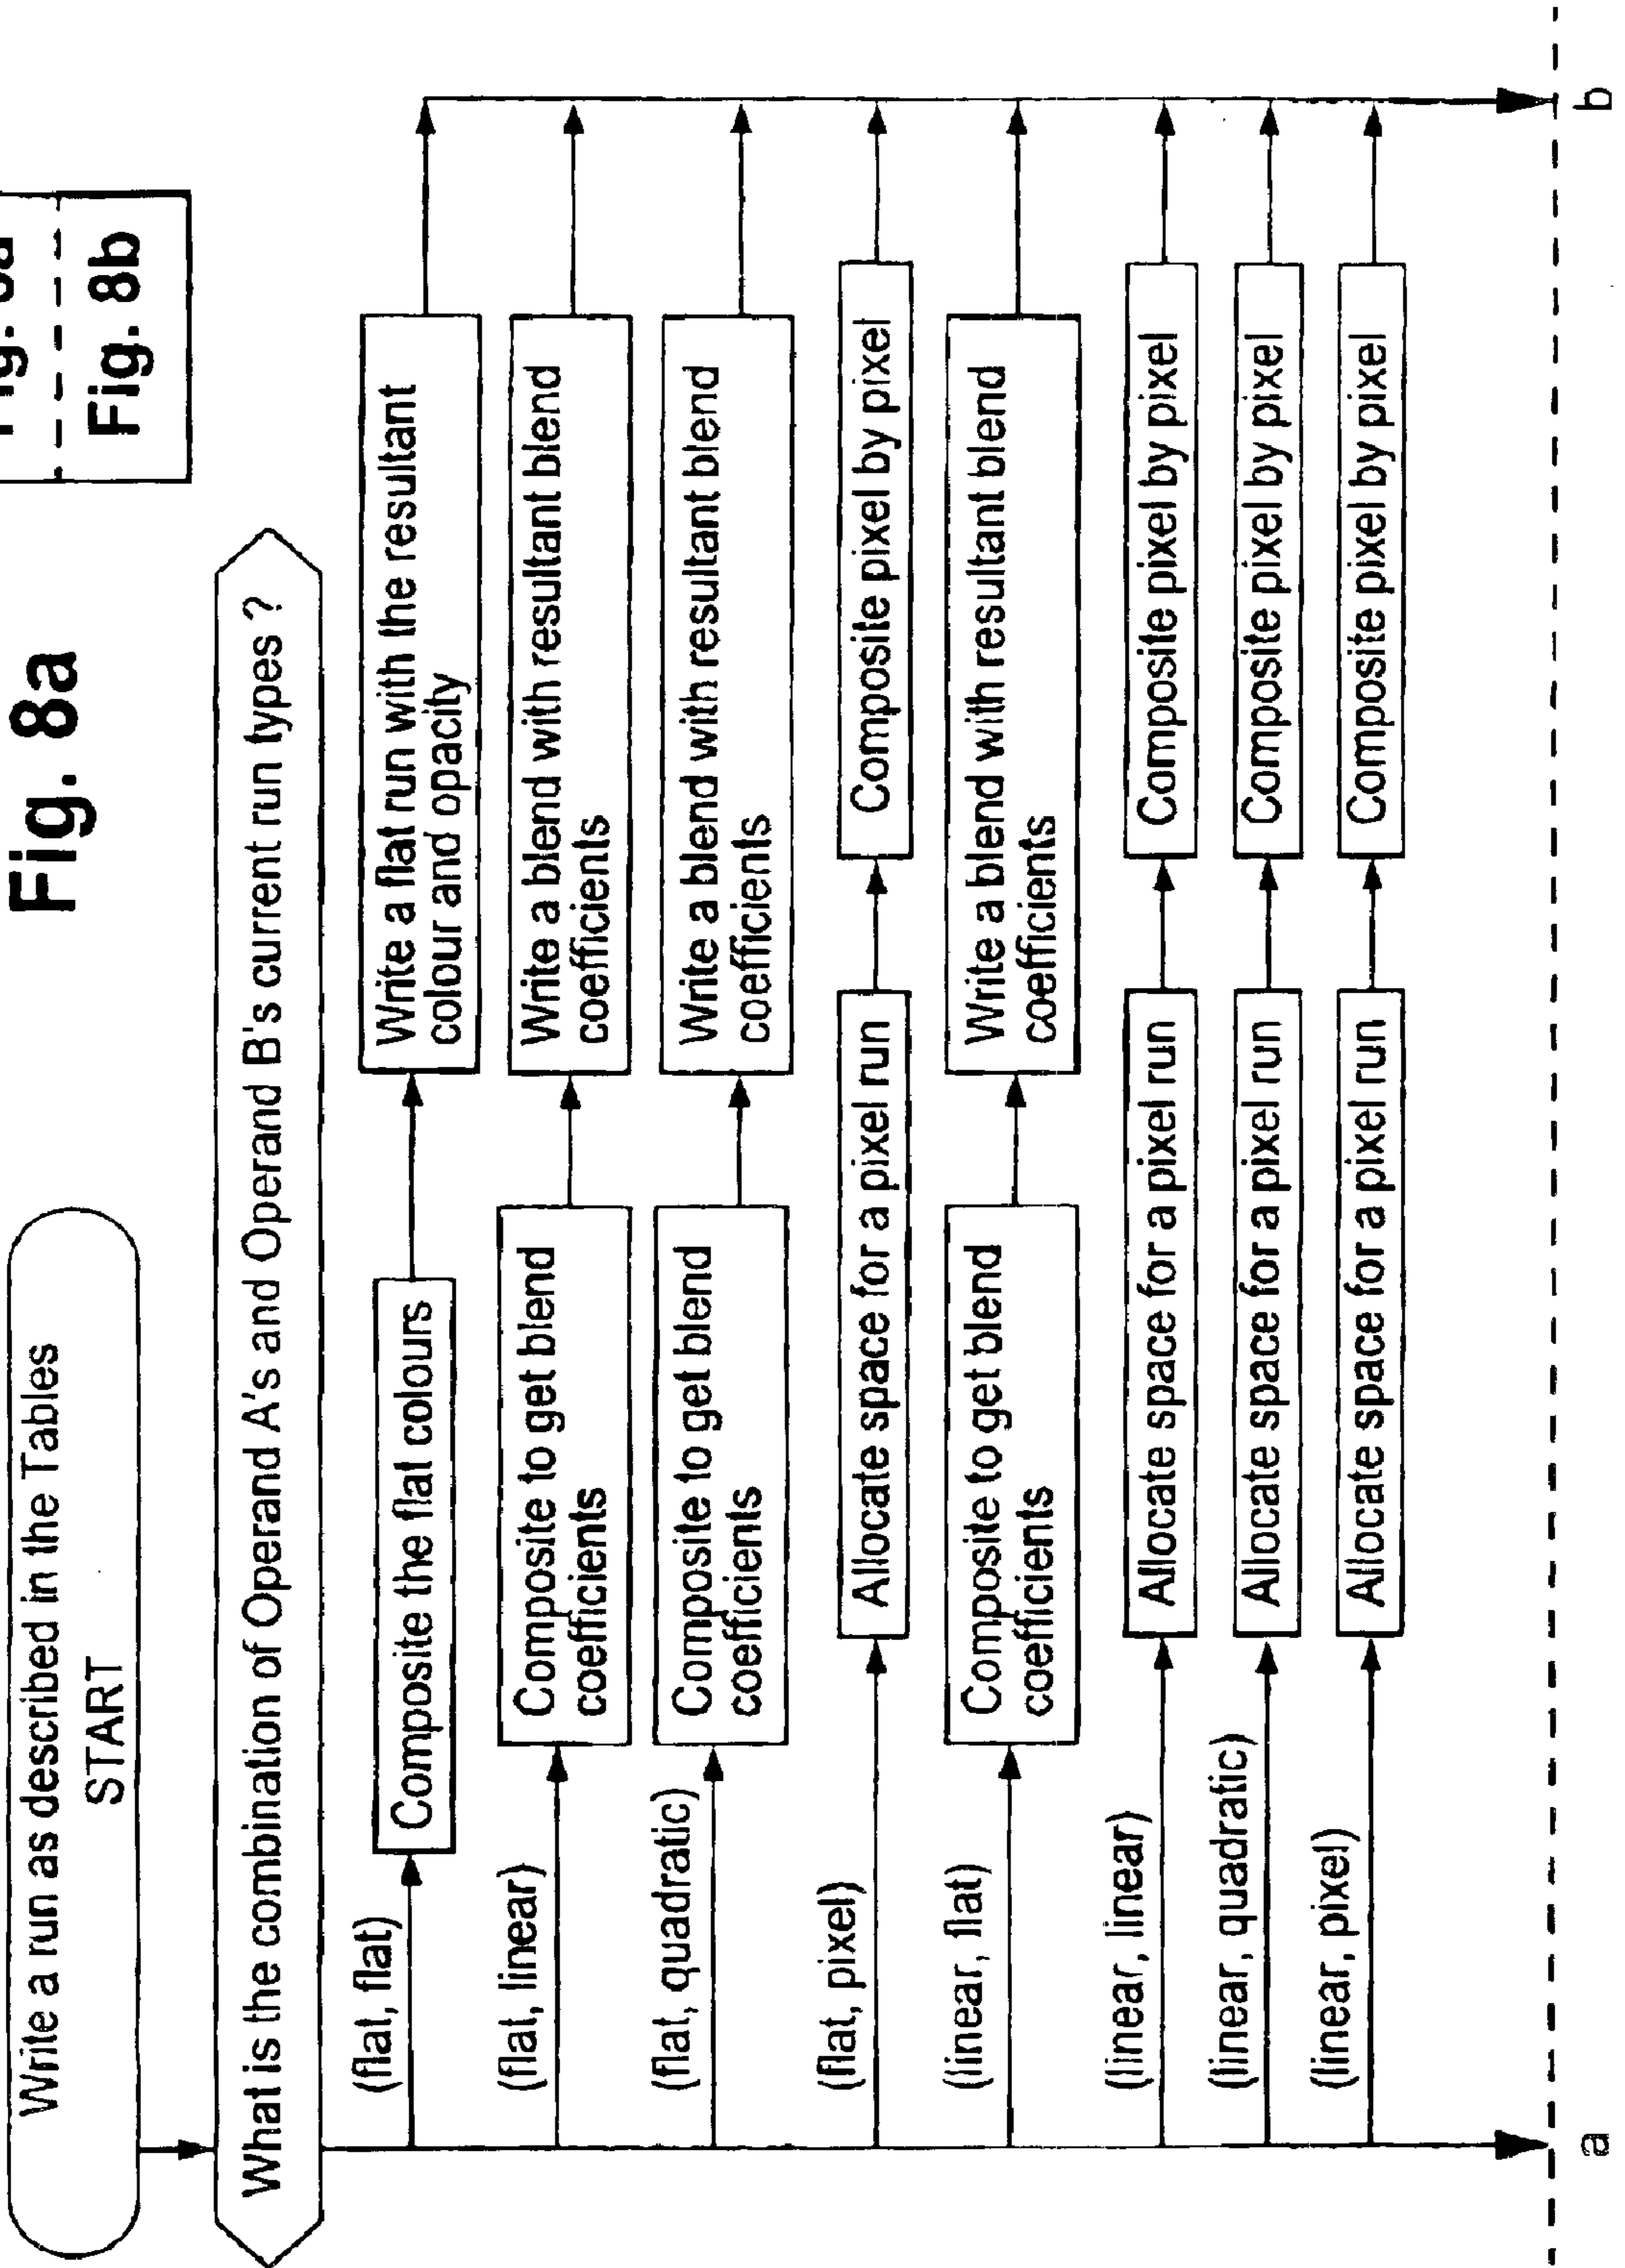 Fig. 8a
Fig. 8b
Write a run as described in the Tables
START
What is the combination of Operand A's and Operand B's current run types ?
(flat, flat)
Composite the flat colours
Write a flat run with the resultant
colour and opacity
(flat, linear)
Composite to get blend
coefficients
Write a blend with resultant blend
coefficients
(flat, quadratic)
Composite to get blend
coefficients
Write a blend with resultant blend
coefficients
(flat, pixel)
Allocate space for a pixel run
Composite pixel by pixel
(linear, flat)
Composite to get blend
coefficients
Write a blend with resultant blend
coefficients
(linear, linear)
Allocate space for a pixel run
Composite pixel by pixel
(linear, quadratic)
Allocate space for a pixel run
Composite pixel by pixel
(linear, pixel)
Allocate space for a pixel run
Composite pixel by pixel
a
b